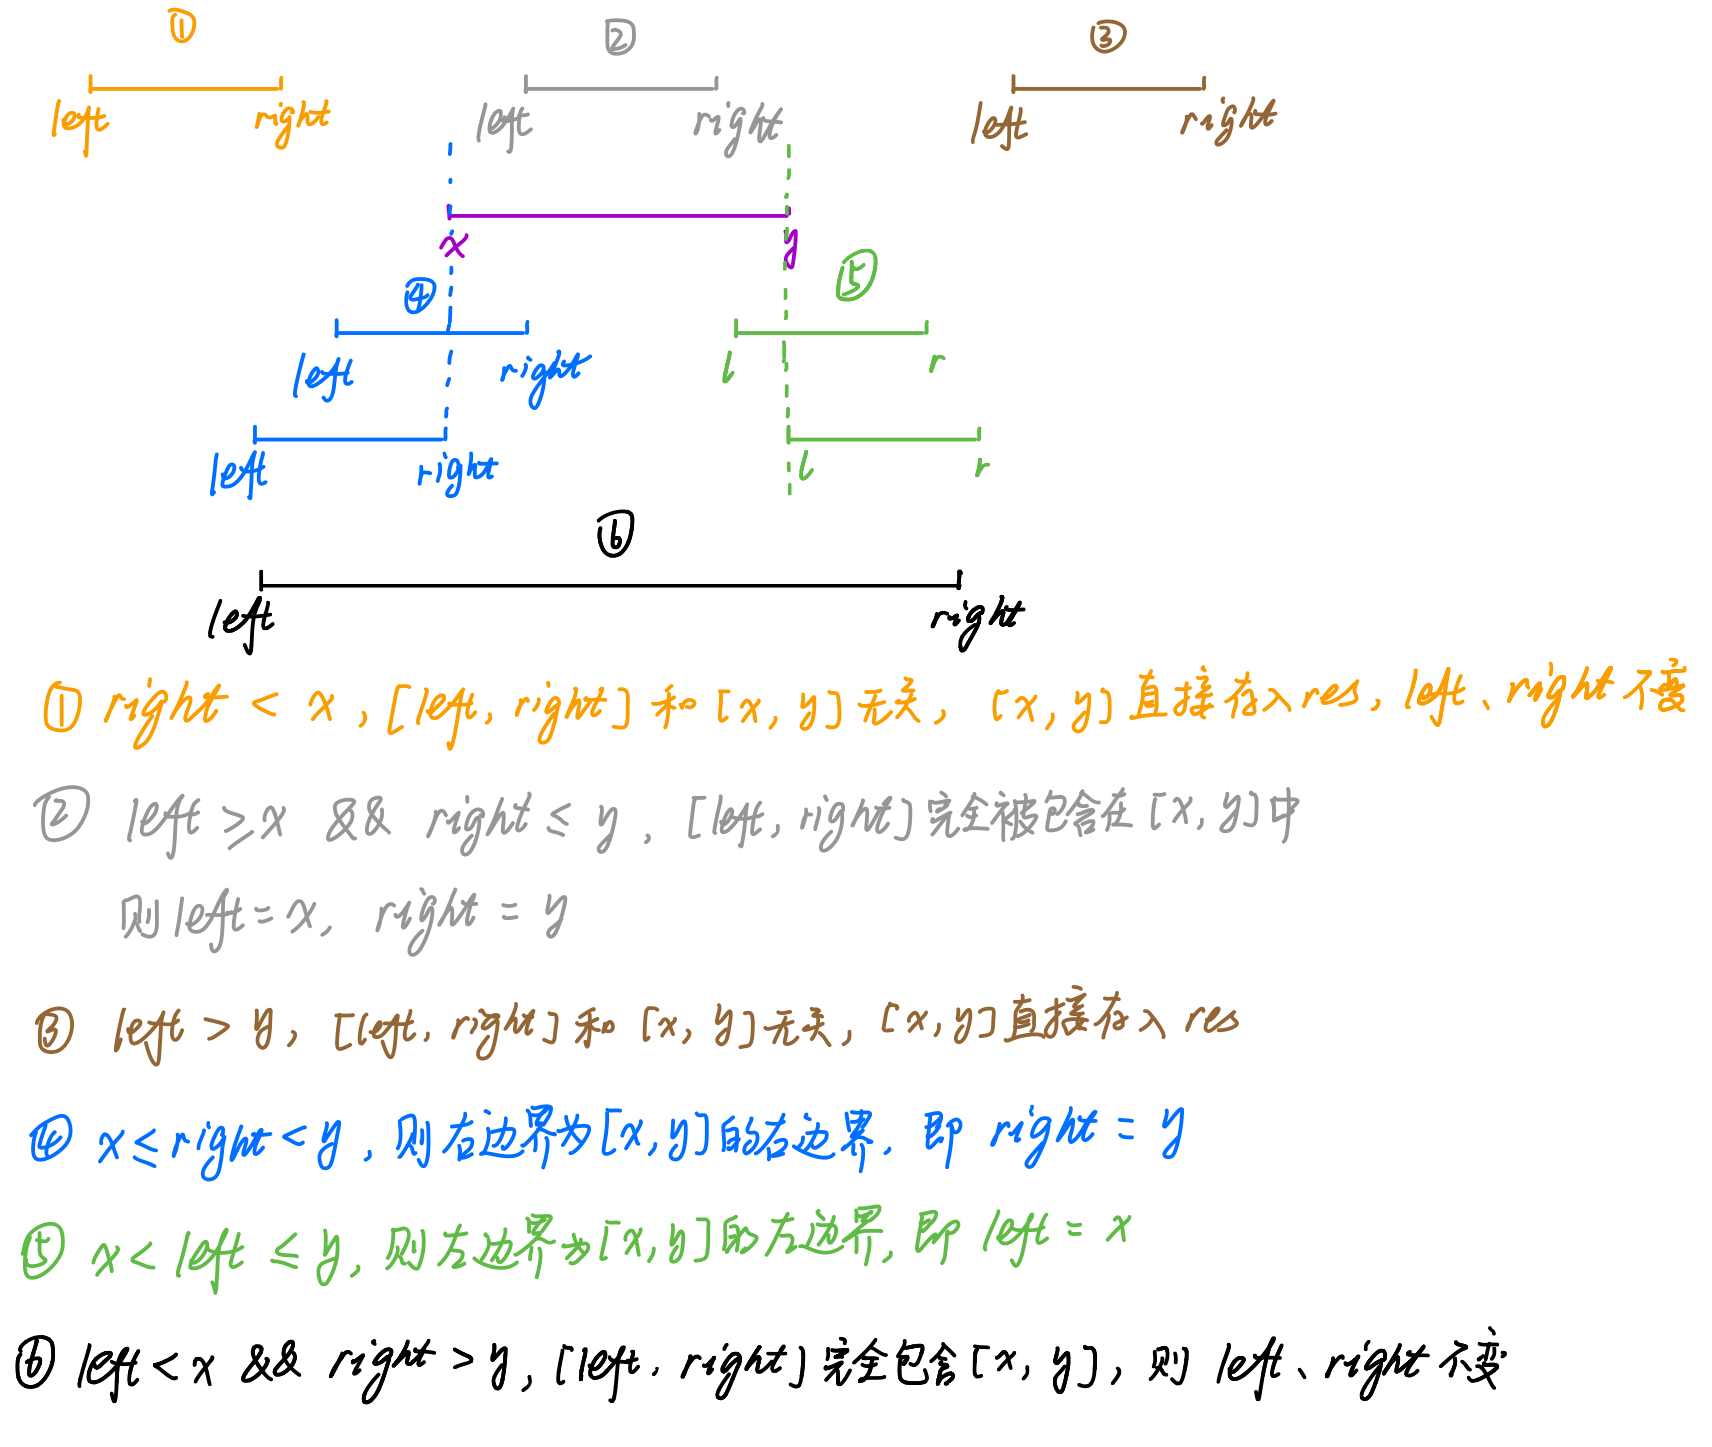 ① ② ③
left right left right left right
x y
④ ⑤
left right l r
left right l r
⑥
left right
① right < x , [left, right] 和 [x, y] 无关, [x, y] 直接存入 res, left、right 不变
② left ≥ x && right ≤ y , [left, right] 完全被包含在 [x, y] 中
则 left = x, right = y
③ left > y, [left, right] 和 [x, y] 无关, [x, y] 直接存入 res
④ x ≤ right < y , 则右边界为 [x, y] 的右边界, 即 right = y
⑤ x < left ≤ y, 则左边界为 [x, y] 的左边界, 即 left = x
⑥ left < x && right > y, [left, right] 完全包含 [x, y], 则 left、right 不变